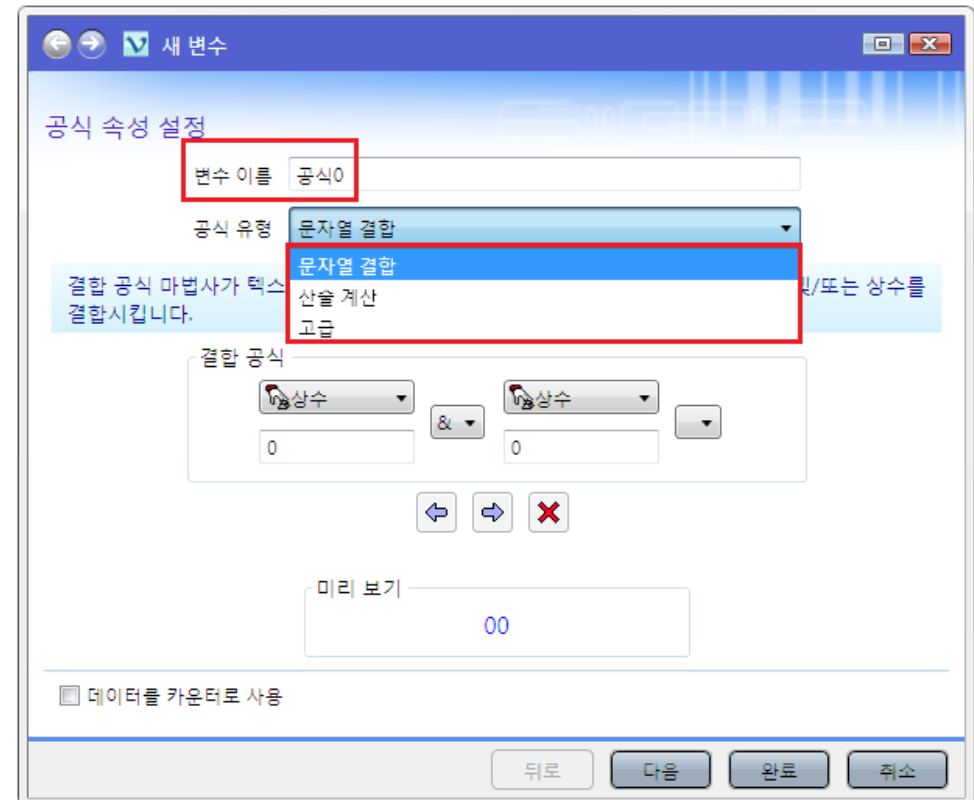 새 변수
공식 속성 설정
변수 이름 공식0
공식 유형 문자열 결합
문자열 결합
산술 계산
고급
결합 공식 마법사가 텍스 및/또는 상수를
결합시킵니다.
결합 공식
상수 & 상수
0 0
미리 보기
00
데이터를 카운터로 사용
뒤로 다음 완료 취소